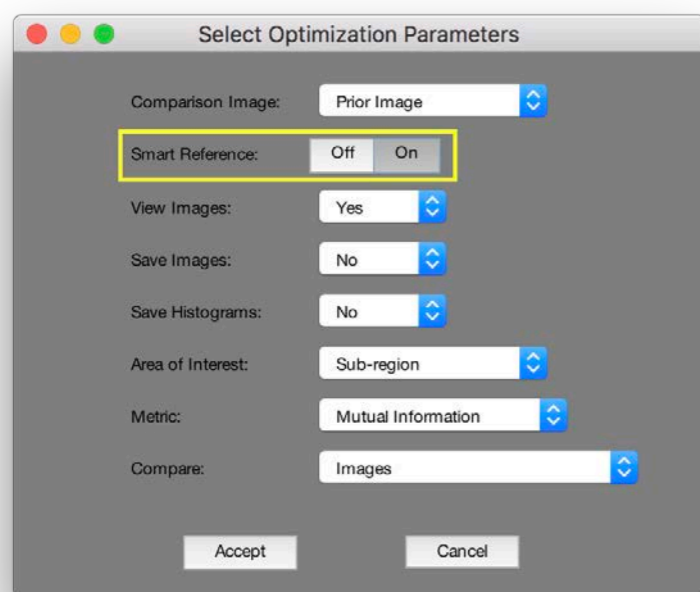 Select Optimization Parameters
Comparison Image: Prior Image
Smart Reference: Off On
View Images: Yes
Save Images: No
Save Histograms: No
Area of Interest: Sub-region
Metric: Mutual Information
Compare: Images
Accept Cancel